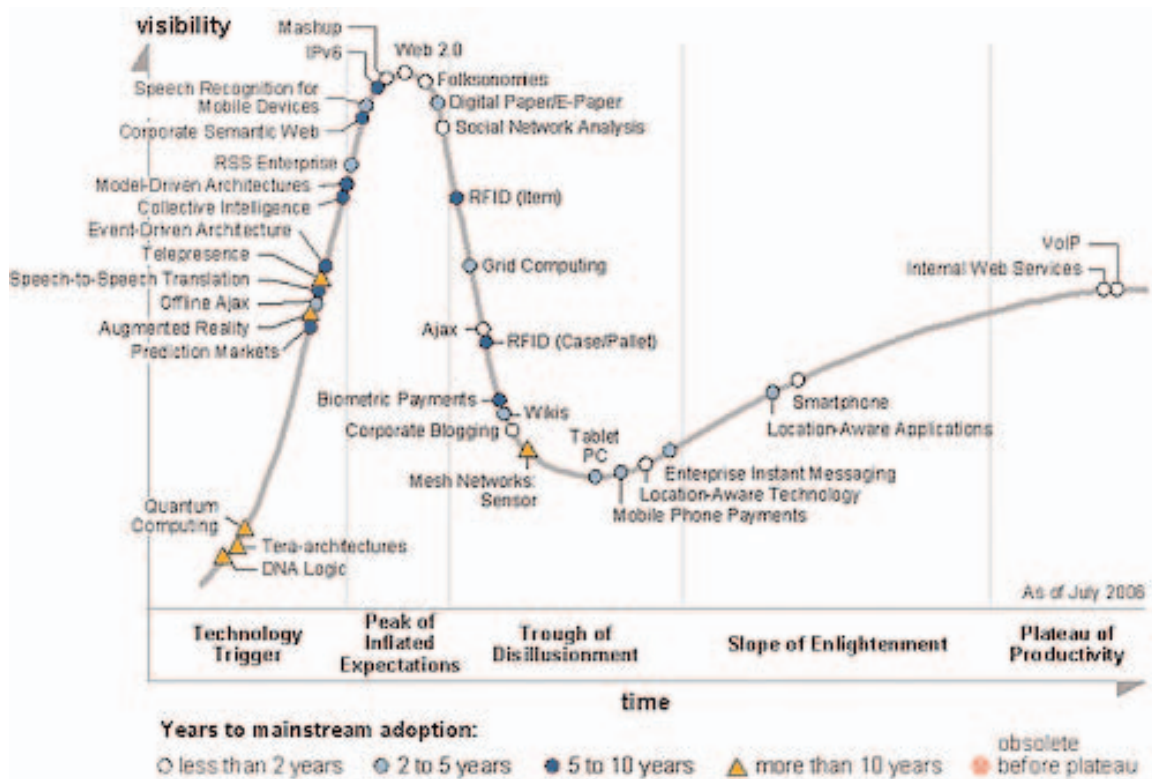 visibility
Mashup
IPv6
Web 2.0
Folksonomies
Speech Recognition for
Mobile Devices
Digital Paper/E-Paper
Corporate Semantic Web
Social Network Analysis
RSS Enterprise
Model-Driven Architectures
Collective Intelligence
RFID (Item)
Event-Driven Architecture
Telepresence
VoIP
Speech-to-Speech Translation
Grid Computing
Internal Web Services
Offline Ajax
Augmented Reality
Ajax
Prediction Markets
RFID (Case/Pallet)
Biometric Payments
Wikis
Smartphone
Corporate Blogging
Tablet
PC
Location-Aware Applications
Mesh Networks:
Sensor
Enterprise Instant Messaging
Location-Aware Technology
Mobile Phone Payments
Quantum
Computing
Tera-architectures
DNA Logic
As of July 2006
Technology
Trigger
Peak of
Inflated
Expectations
Trough of
Disillusionment
Slope of Enlightenment
Plateau of
Productivity
time
Years to mainstream adoption:
less than 2 years
2 to 5 years
5 to 10 years
more than 10 years
obsolete
before plateau